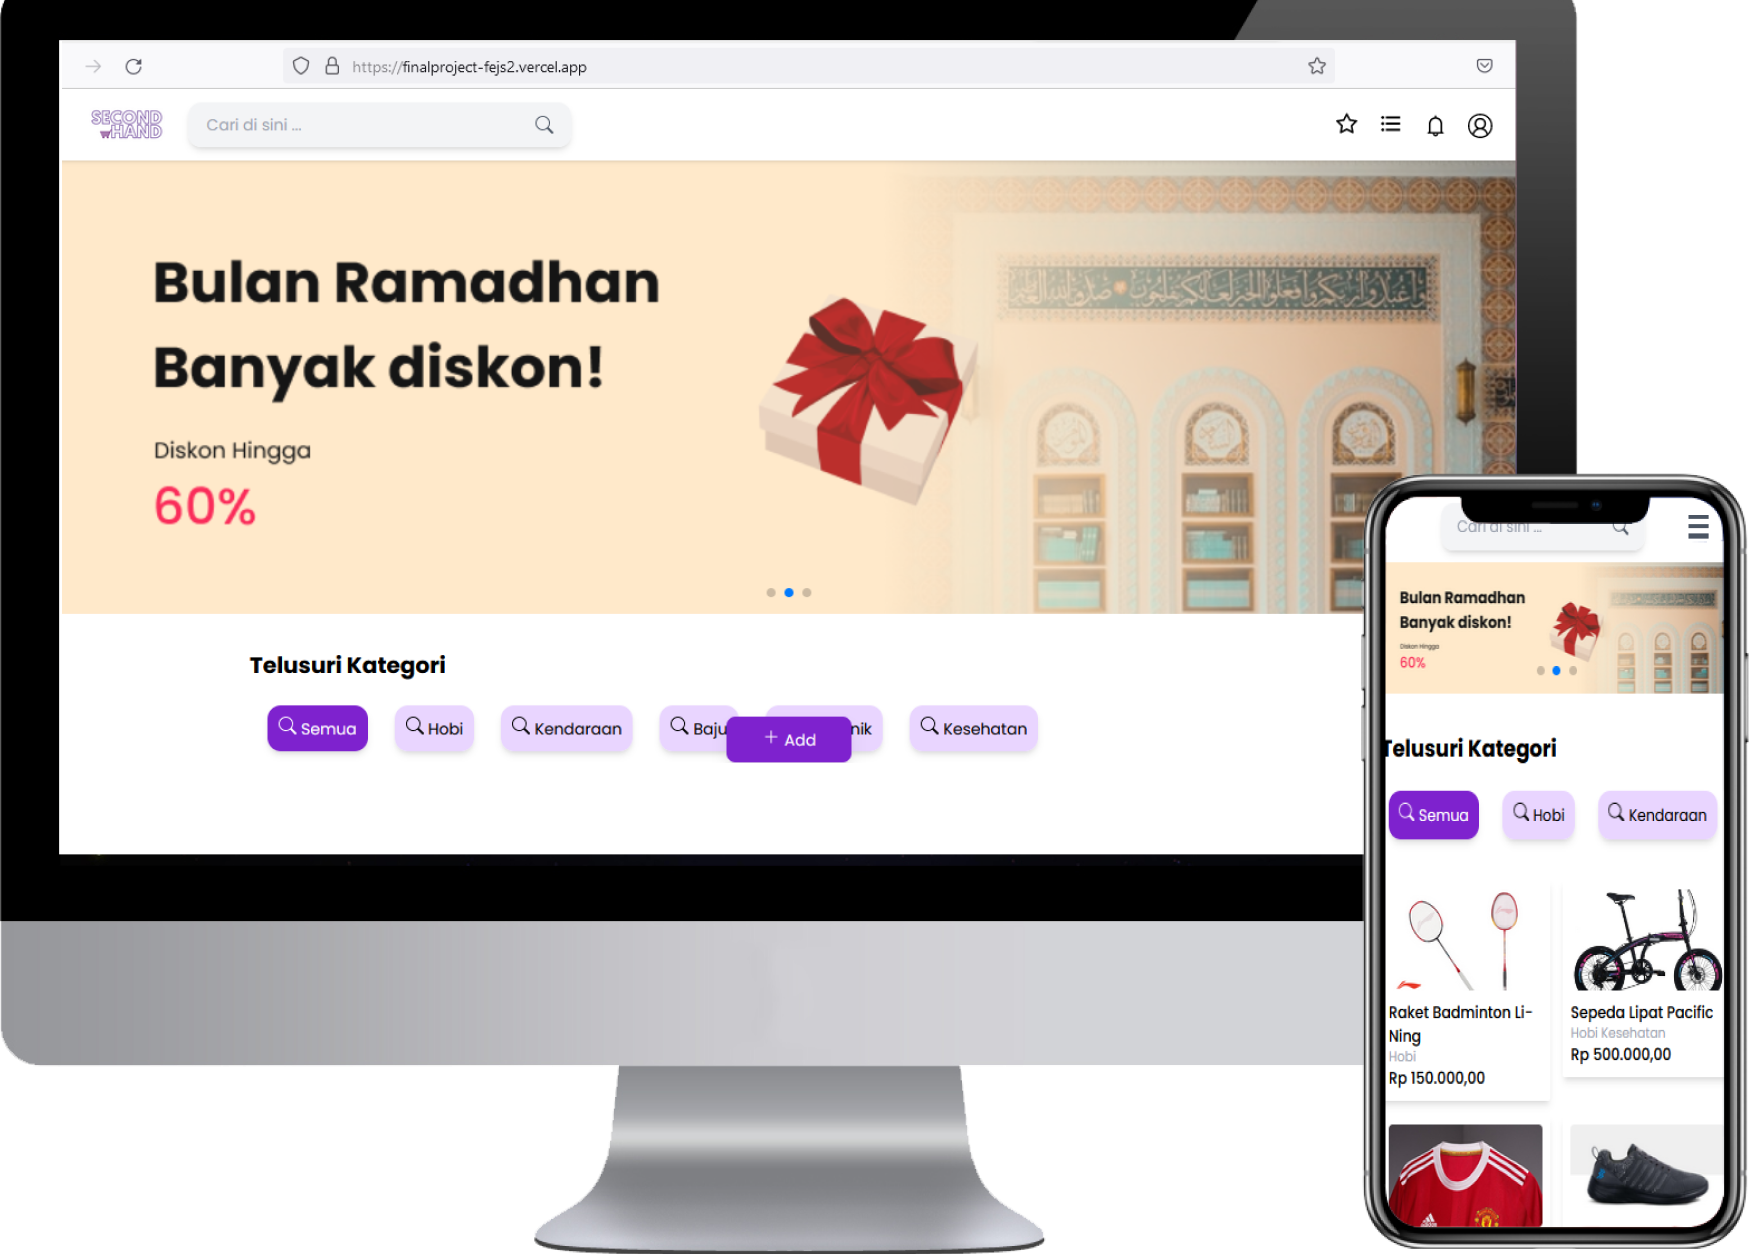 https://finalproject-fejs2.vercel.app
SECOND
HAND
Cari di sini ...
Bulan Ramadhan
Banyak diskon!
Diskon Hingga
60%
Telusuri Kategori
Semua
Hobi
Kendaraan
Baju
nik
Kesehatan
+ Add
Cari di sini ...
Bulan Ramadhan
Banyak diskon!
Diskon Hingga
60%
Telusuri Kategori
Semua
Hobi
Kendaraan
Raket Badminton Li-
Ning
Hobi
Rp 150.000,00
Sepeda Lipat Pacific
Hobi Kesehatan
Rp 500.000,00
adidas